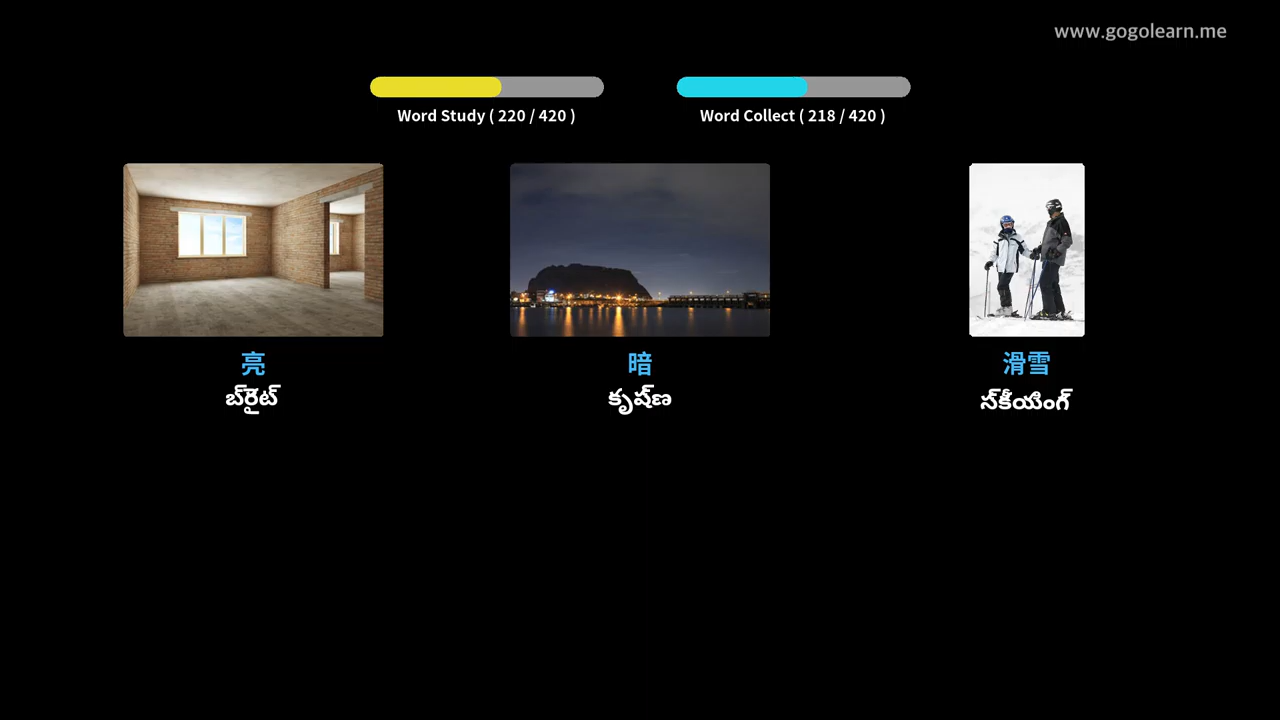 www.gogolearn.me
Word Study ( 220 / 420 )
Word Collect ( 218 / 420 )
亮
బ్రైట్
暗
కృష్ణ
滑雪
స్కీయింగ్